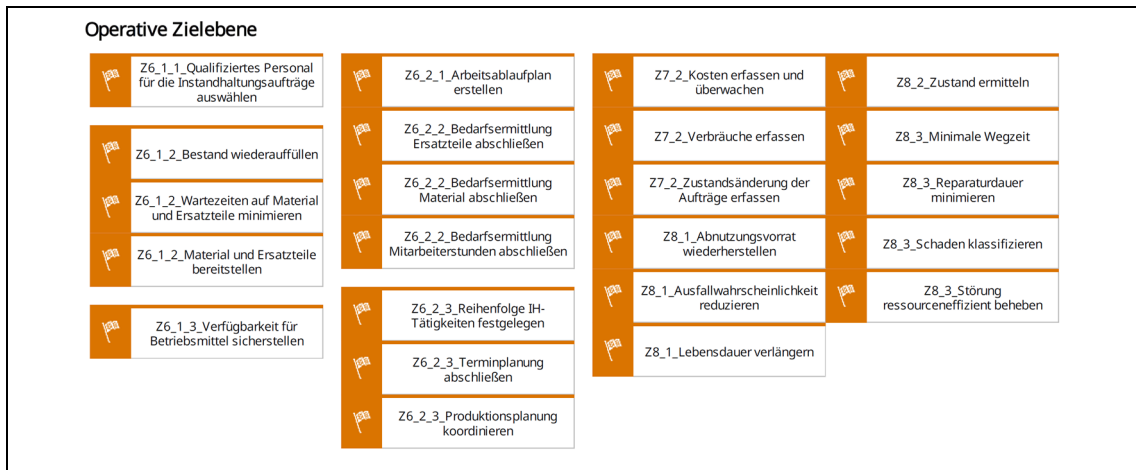 Operative Zielebene
Z6_1_1_Qualifiziertes Personal
für die Instandhaltungsaufträge
auswählen
Z6_1_2_Bestand wiederauffüllen
Z6_1_2_Wartezeiten auf Material
und Ersatzteile minimieren
Z6_1_2_Material und Ersatzteile
bereitstellen
Z6_1_3_Verfügbarkeit für
Betriebsmittel sicherstellen
Z6_2_1_Arbeitsablaufplan
erstellen
Z6_2_2_Bedarfsermittlung
Ersatzteile abschließen
Z6_2_2_Bedarfsermittlung
Material abschließen
Z6_2_2_Bedarfsermittlung
Mitarbeiterstunden abschließen
Z6_2_3_Reihenfolge IH-
Tätigkeiten festgelegen
Z6_2_3_Terminplanung
abschließen
Z6_2_3_Produktionsplanung
koordinieren
Z7_2_Kosten erfassen und
überwachen
Z7_2_Verbräuche erfassen
Z7_2_Zustandsänderung der
Aufträge erfassen
Z8_1_Abnutzungsvorrat
wiederherstellen
Z8_1_Ausfallwahrscheinlichkeit
reduzieren
Z8_1_Lebensdauer verlängern
Z8_2_Zustand ermitteln
Z8_3_Minimale Wegzeit
Z8_3_Reparaturdauer
minimieren
Z8_3_Schaden klassifizieren
Z8_3_Störung
ressourceneffizient beheben